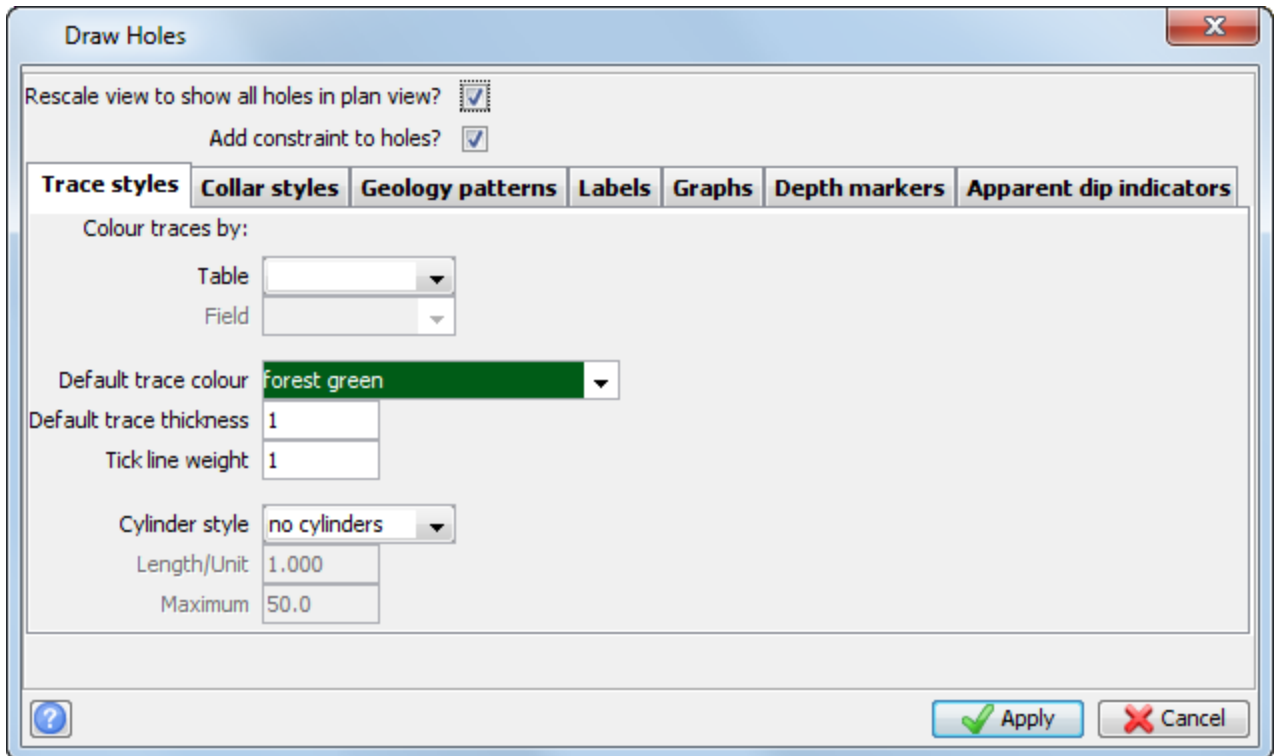 Draw Holes
Rescale view to show all holes in plan view?
Add constraint to holes?
Trace styles Collar styles Geology patterns Labels Graphs Depth markers Apparent dip indicators
Colour traces by:
Table
Field
Default trace colour forest green
Default trace thickness 1
Tick line weight 1
Cylinder style no cylinders
Length/Unit 1.000
Maximum 50.0
? Apply Cancel